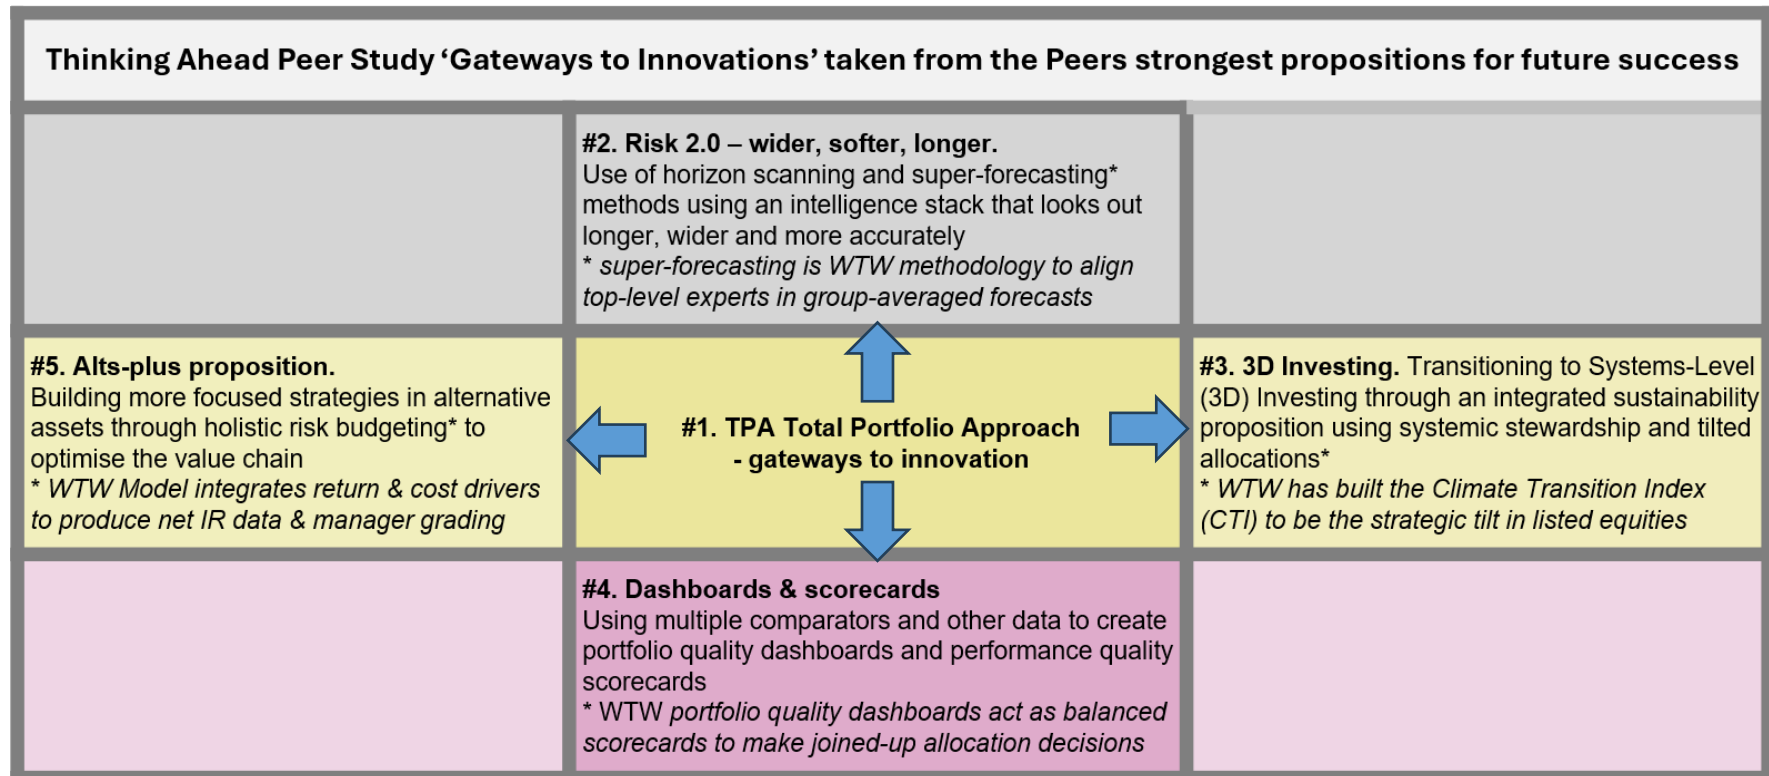 Thinking Ahead Peer Study ‘Gateways to Innovations’ taken from the Peers strongest propositions for future success
#2. Risk 2.0 – wider, softer, longer.
Use of horizon scanning and super-forecasting*
methods using an intelligence stack that looks out
longer, wider and more accurately
* super-forecasting is WTW methodology to align
top-level experts in group-averaged forecasts
#5. Alts-plus proposition.
Building more focused strategies in alternative
assets through holistic risk budgeting* to
optimise the value chain
* WTW Model integrates return & cost drivers
to produce net IR data & manager grading
#1. TPA Total Portfolio Approach
- gateways to innovation
#3. 3D Investing. Transitioning to Systems-Level
(3D) Investing through an integrated sustainability
proposition using systemic stewardship and tilted
allocations*
* WTW has built the Climate Transition Index
(CTI) to be the strategic tilt in listed equities
#4. Dashboards & scorecards
Using multiple comparators and other data to create
portfolio quality dashboards and performance quality
scorecards
* WTW portfolio quality dashboards act as balanced
scorecards to make joined-up allocation decisions